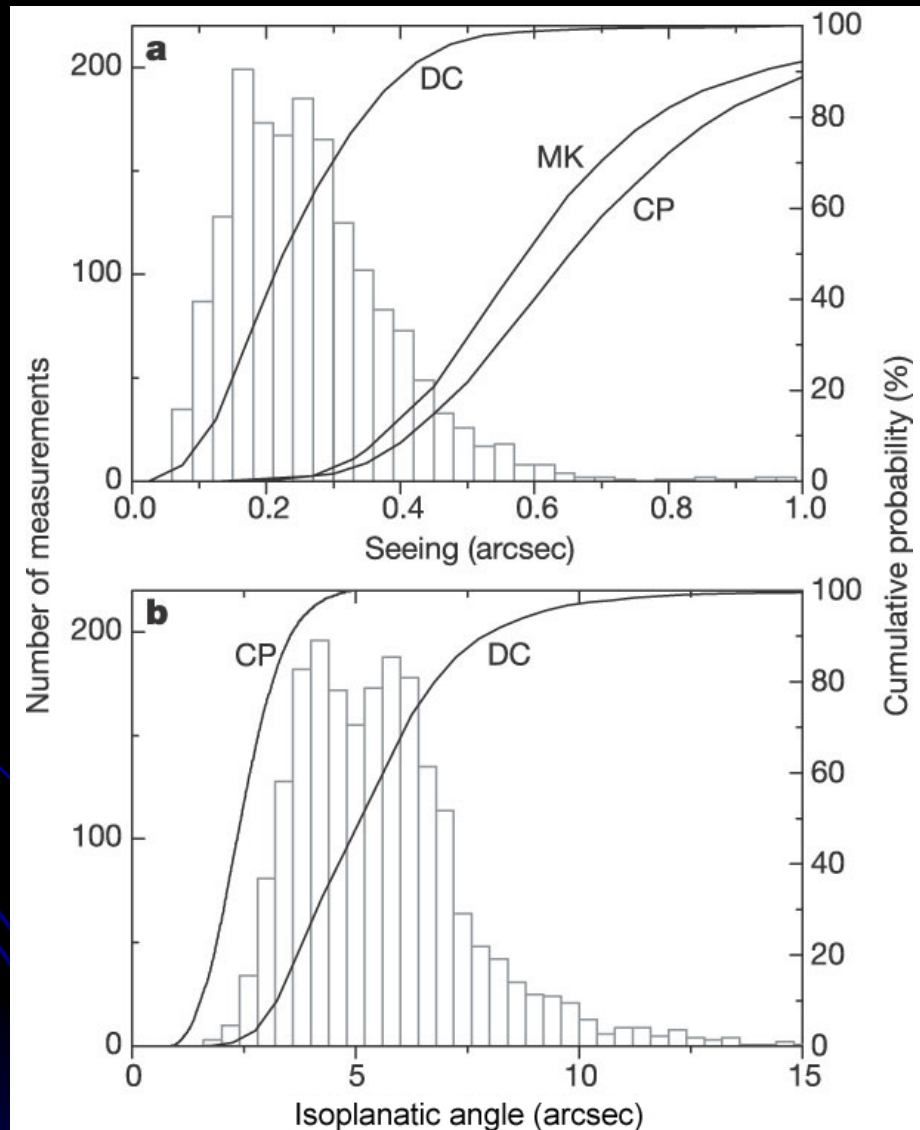 a
DC
MK
CP
200
100
0
100
80
60
40
20
0
0.0 0.2 0.4 0.6 0.8 1.0
Seeing (arcsec)
Number of measurements
Cumulative probability (%)
b
CP
DC
200
100
0
100
80
60
40
20
0
0 5 10 15
Isoplanatic angle (arcsec)